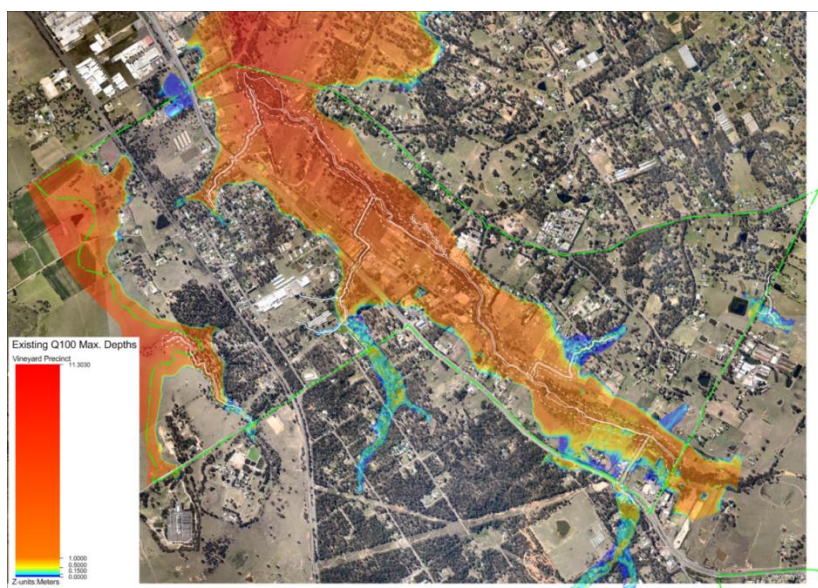 Existing Q100 Max. Depths
Vineyard Precinct
11.3030
1.0000
0.5000
0.1500
0.0000
Z-units:Meters